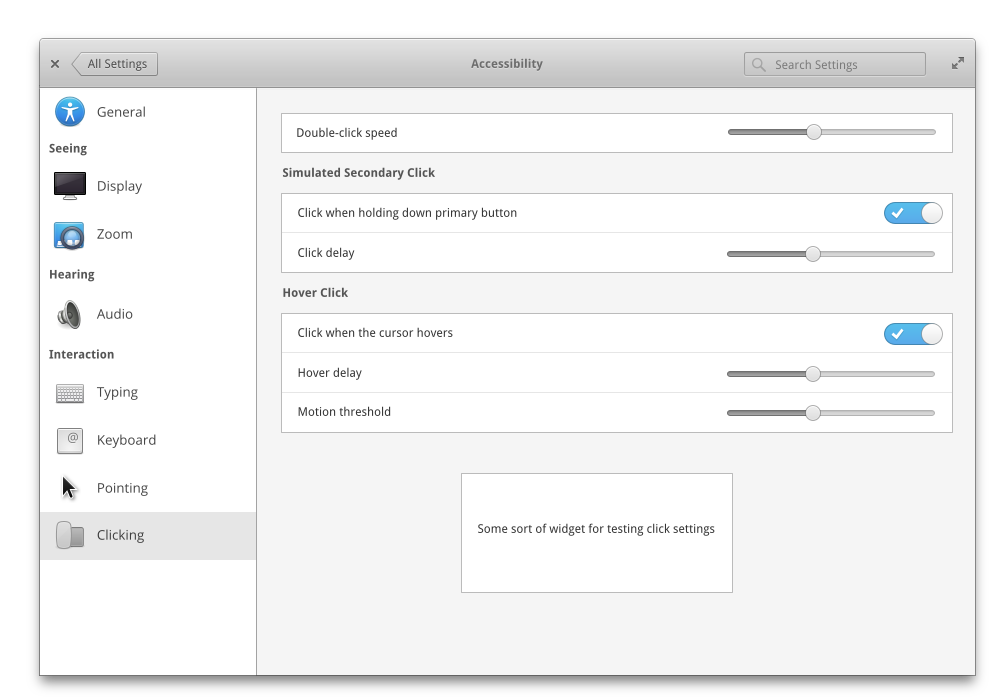 All Settings
Accessibility
Search Settings
General
Seeing
Display
Zoom
Hearing
Audio
Interaction
Typing
@
Keyboard
Pointing
Clicking
Double-click speed
Simulated Secondary Click
Click when holding down primary button
Click delay
Hover Click
Click when the cursor hovers
Hover delay
Motion threshold
Some sort of widget for testing click settings